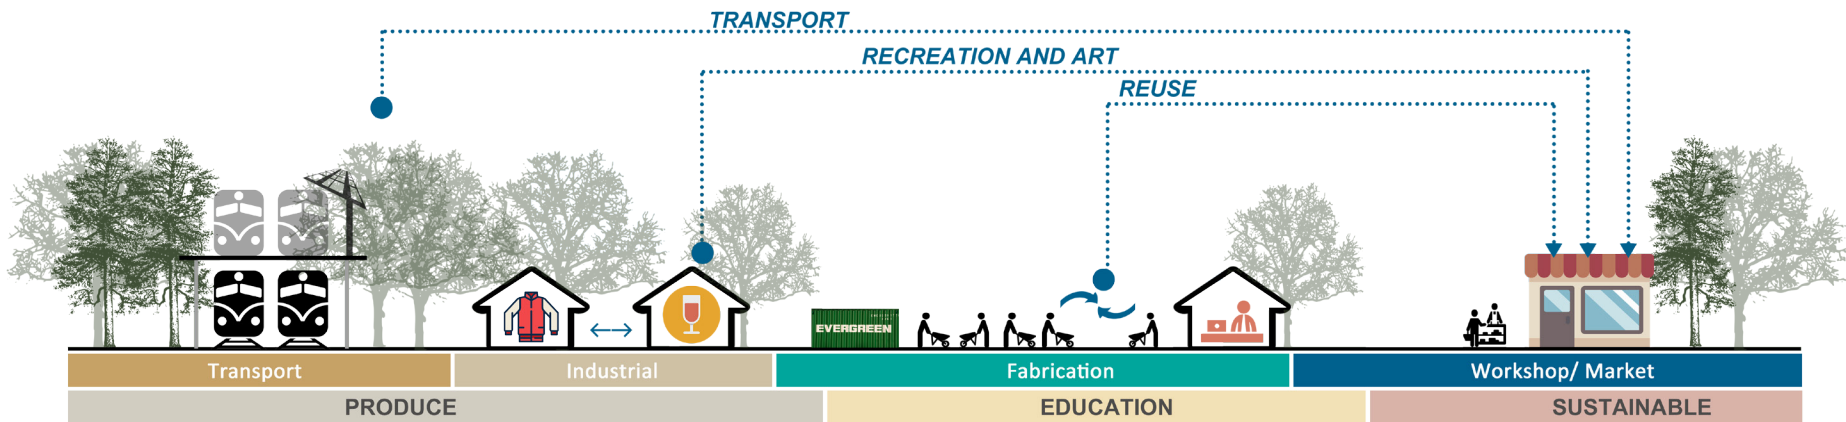 TRANSPORT
RECREATION AND ART
REUSE
EVERGREEN
Transport
Industrial
Fabrication
Workshop/ Market
PRODUCE
EDUCATION
SUSTAINABLE